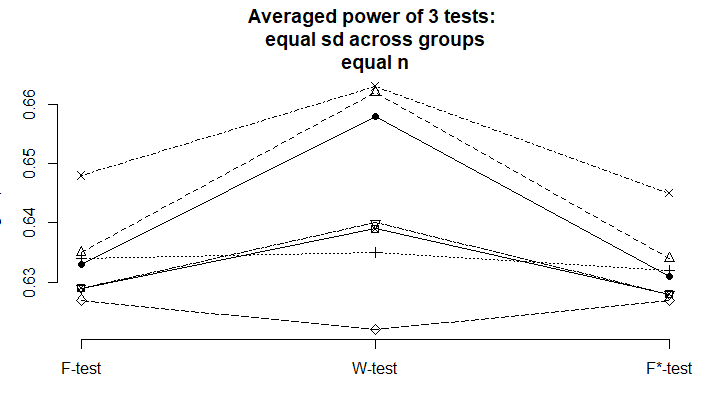 Averaged power of 3 tests:
equal sd across groups
equal n
0.66
0.65
0.64
0.63
F-test
W-test
F*-test